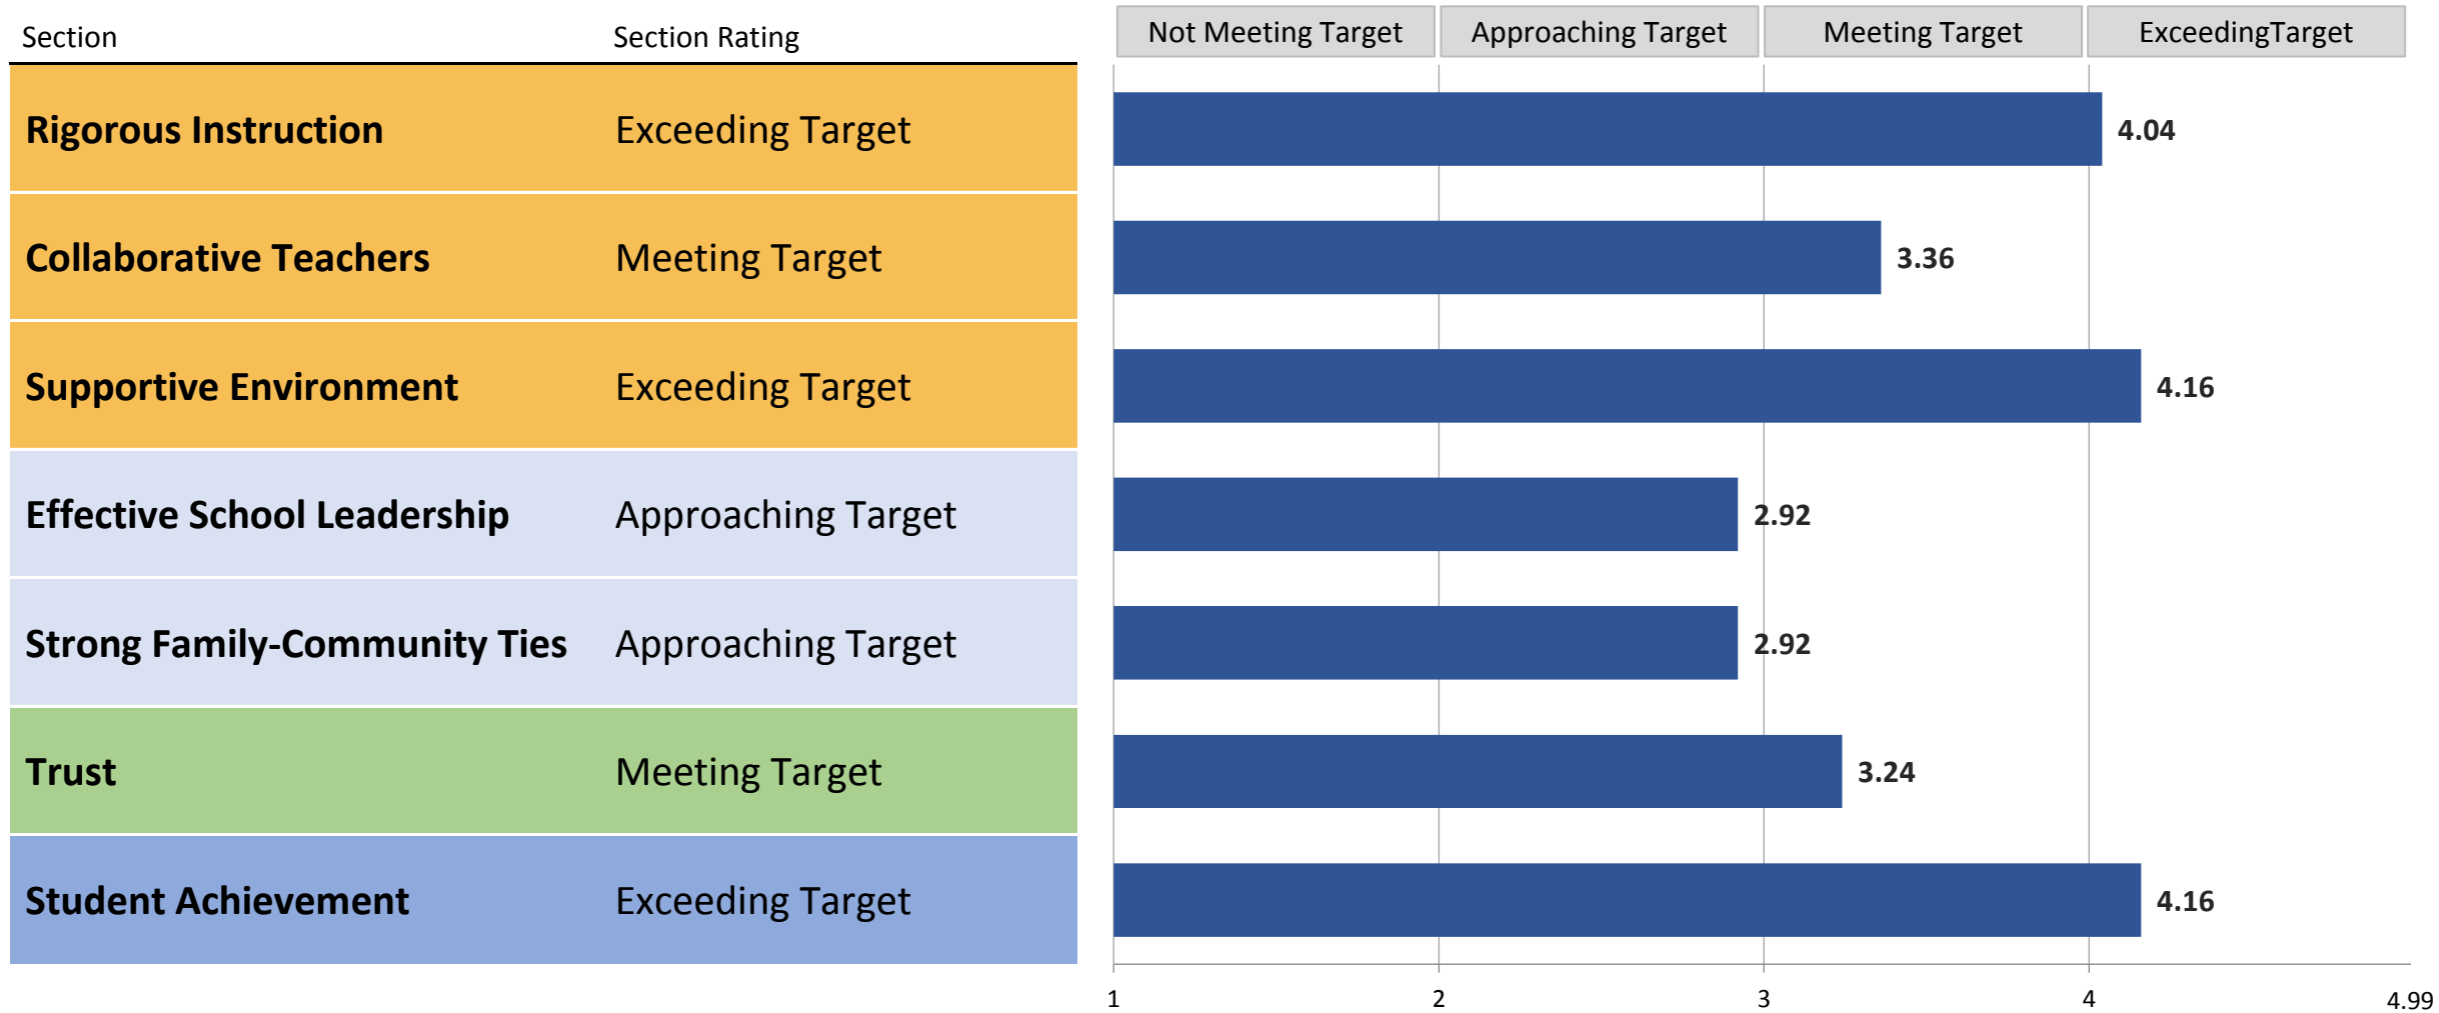 Section Section Rating Not Meeting Target Approaching Target Meeting Target ExceedingTarget
Rigorous Instruction Exceeding Target 4.04
Collaborative Teachers Meeting Target 3.36
Supportive Environment Exceeding Target 4.16
Effective School Leadership Approaching Target 2.92
Strong Family-Community Ties Approaching Target 2.92
Trust Meeting Target 3.24
Student Achievement Exceeding Target 4.16
1 2 3 4 4.99